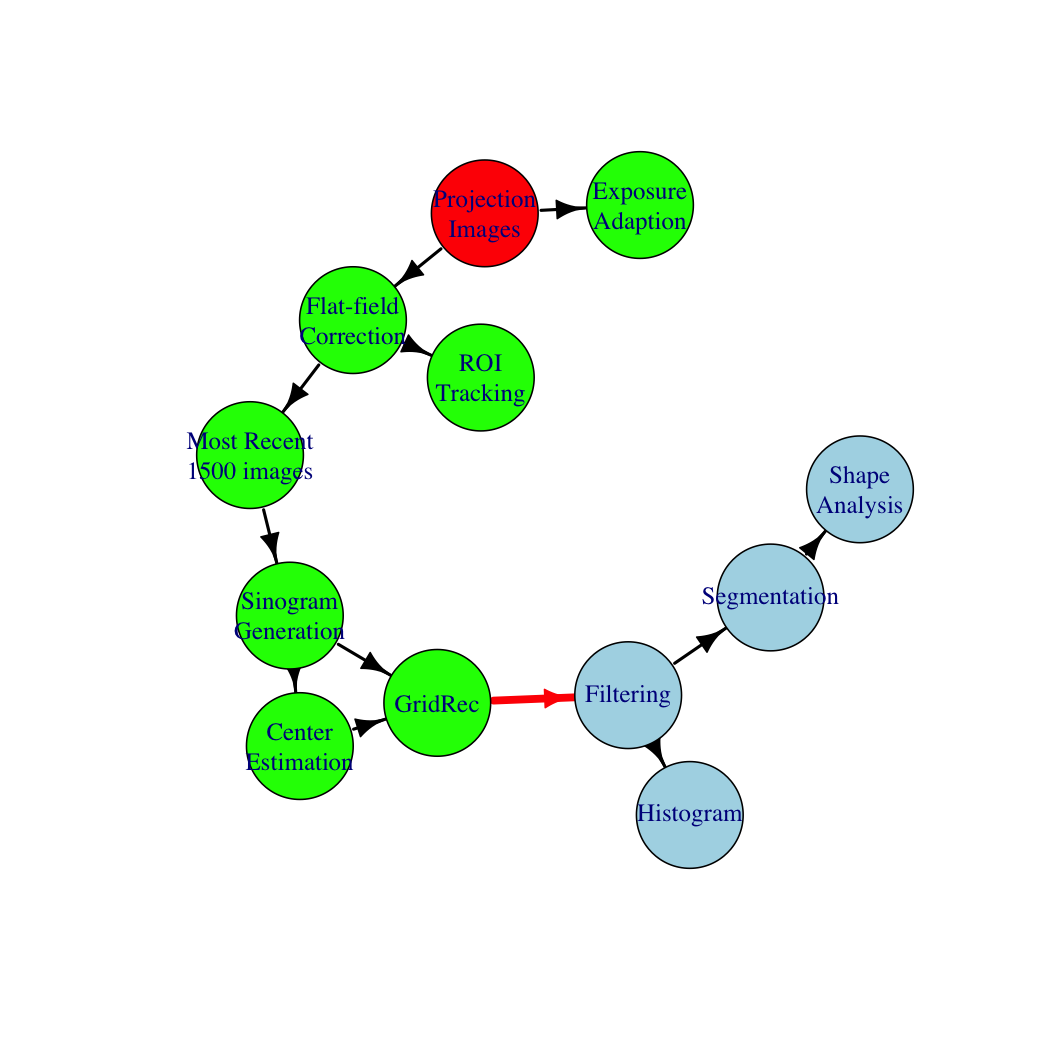 Projection
Images
Exposure
Adaption
Flat-field
Correction
ROI
Tracking
Most Recent
1500 images
Sinogram
Generation
Center
Estimation
GridRec
Filtering
Segmentation
Shape
Analysis
Histogram